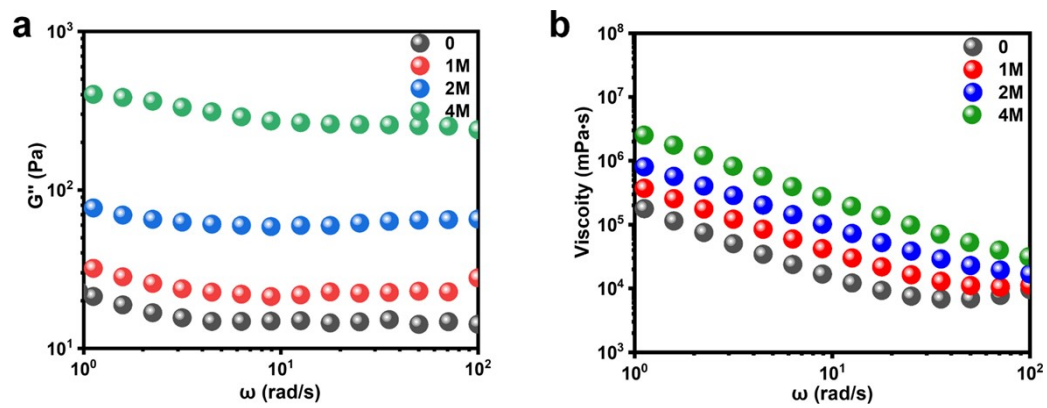 a
10³
10²
10¹
G'' (Pa)
0
1M
2M
4M
10⁰
10¹
10²
ω (rad/s)
b
10⁸
10⁷
10⁶
10⁵
10⁴
10³
Viscoity (mPa•s)
0
1M
2M
4M
10⁰
10¹
10²
ω (rad/s)